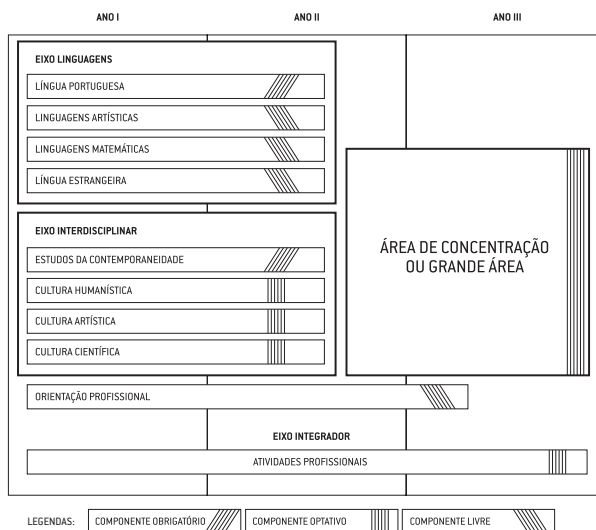 ANO I
ANO II
ANO III
EIXO LINGUAGENS
LÍNGUA PORTUGUESA
LINGUAGENS ARTÍSTICAS
LINGUAGENS MATEMÁTICAS
LÍNGUA ESTRANGEIRA
EIXO INTERDISCIPLINAR
ESTUDOS DA CONTEMPORANEIDADE
CULTURA HUMANÍSTICA
CULTURA ARTÍSTICA
CULTURA CIENTÍFICA
ÁREA DE CONCENTRAÇÃO
OU GRANDE ÁREA
ORIENTAÇÃO PROFISSIONAL
EIXO INTEGRADOR
ATIVIDADES PROFISSIONAIS
LEGENDAS:
COMPONENTE OBRIGATÓRIO
COMPONENTE OPTATIVO
COMPONENTE LIVRE